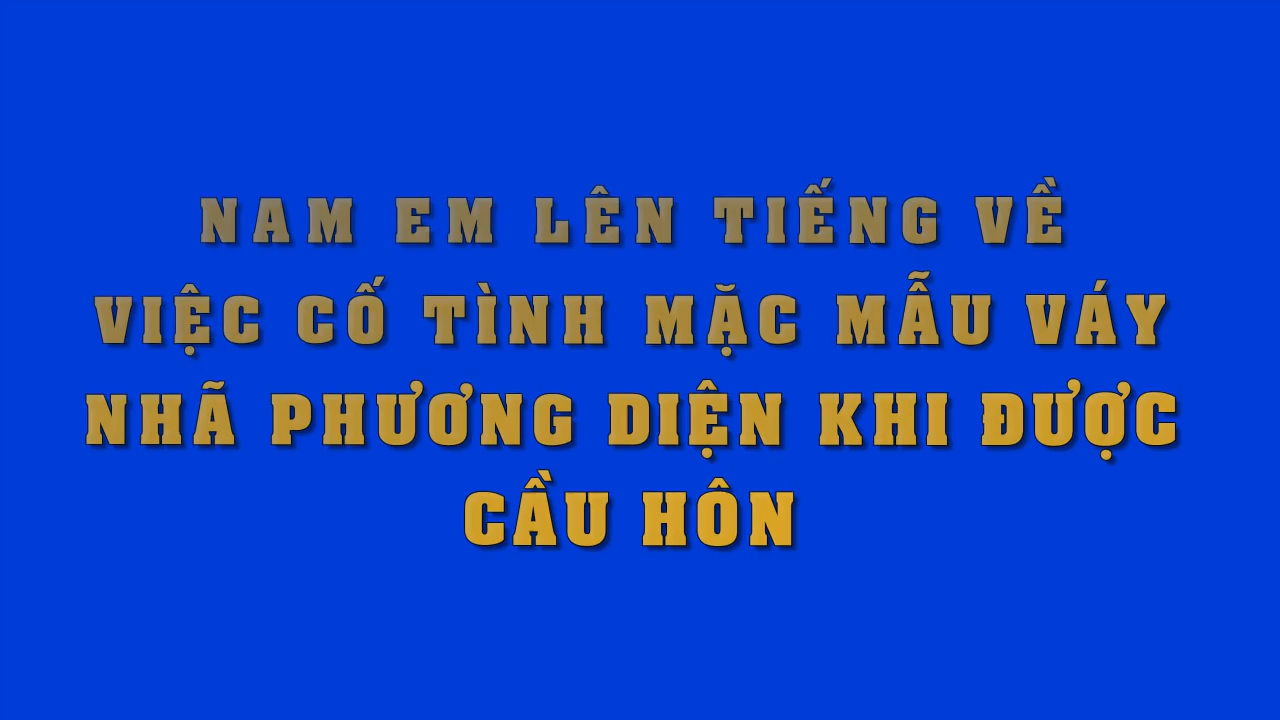 NAM EM LÊN TIẾNG VỀ
VIỆC CỐ TÌNH MẶC MẪU VÁY
NHÃ PHƯƠNG DIỆN KHI ĐƯỢC
CẦU HÔN